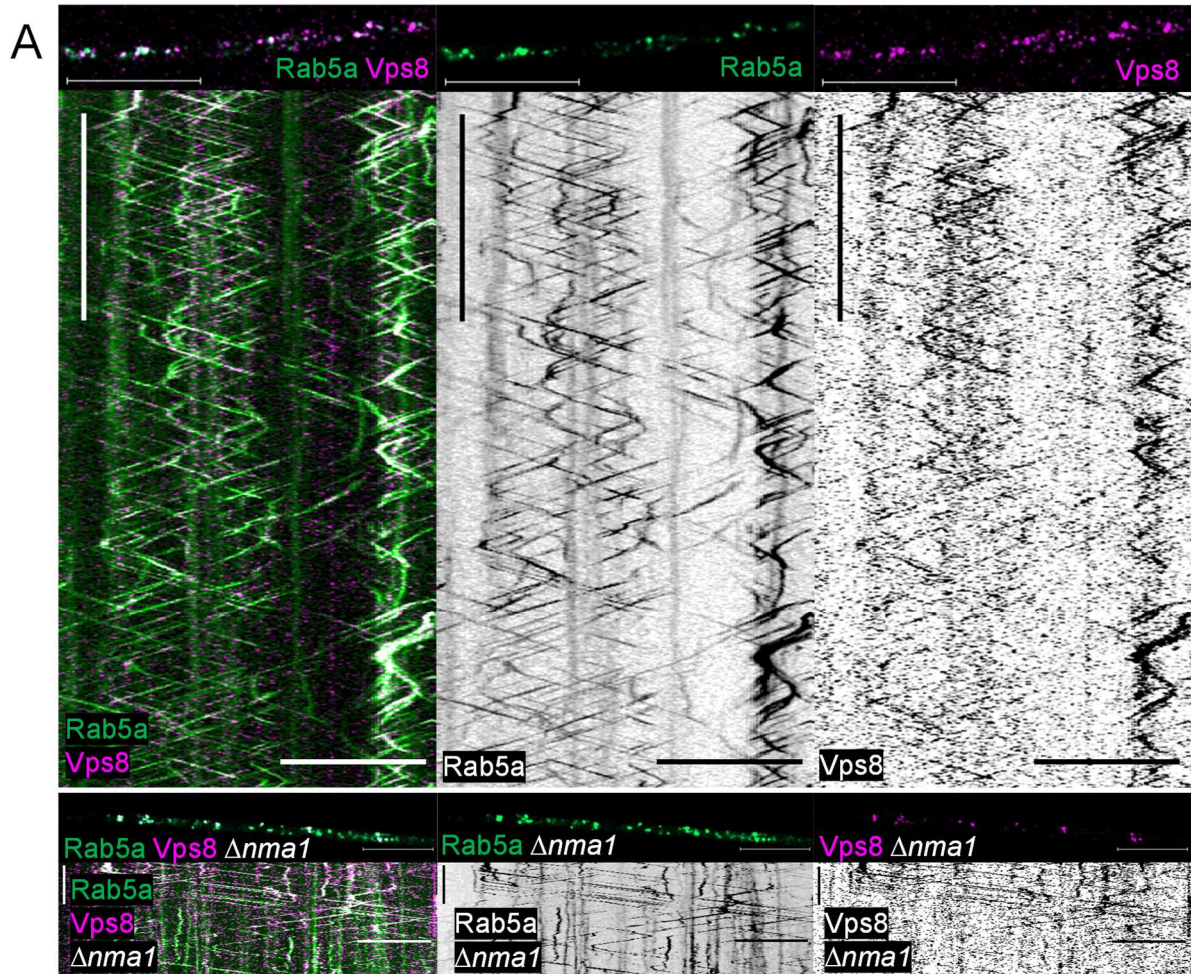 A
Rab5a Vps8
Rab5a
Vps8
Rab5a
Vps8
Rab5a
Vps8
Rab5a Vps8 Δnma1
Rab5a Δnma1
Vps8 Δnma1
Rab5a
Vps8
Δnma1
Rab5a
Δnma1
Vps8
Δnma1